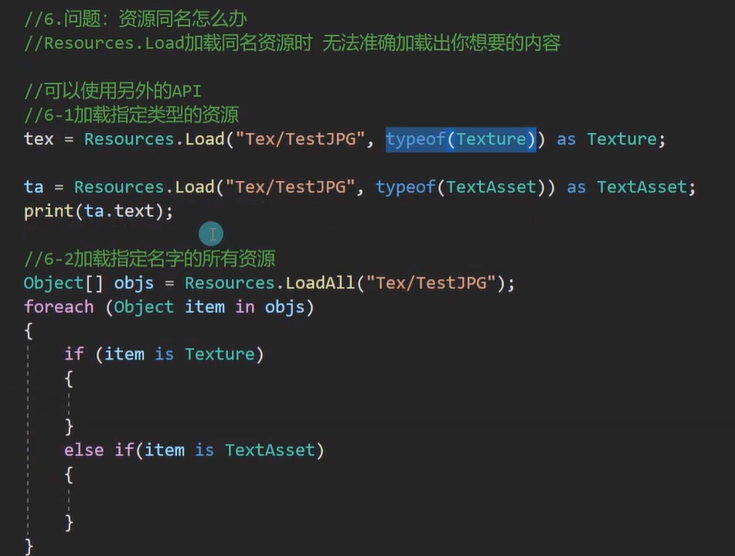 //6.问题：资源同名怎么办
//Resources.Load加载同名资源时 无法准确加载出你想要的内容
//可以使用另外的API
//6-1加载指定类型的资源
tex = Resources.Load("Tex/TestJPG", typeof(Texture)) as Texture;
ta = Resources.Load("Tex/TestJPG", typeof(TextAsset)) as TextAsset;
print(ta.text);
//6-2加载指定名字的所有资源
Object[] objs = Resources.LoadAll("Tex/TestJPG");
foreach (Object item in objs)
{
if (item is Texture)
{
}
else if(item is TextAsset)
{
}
}